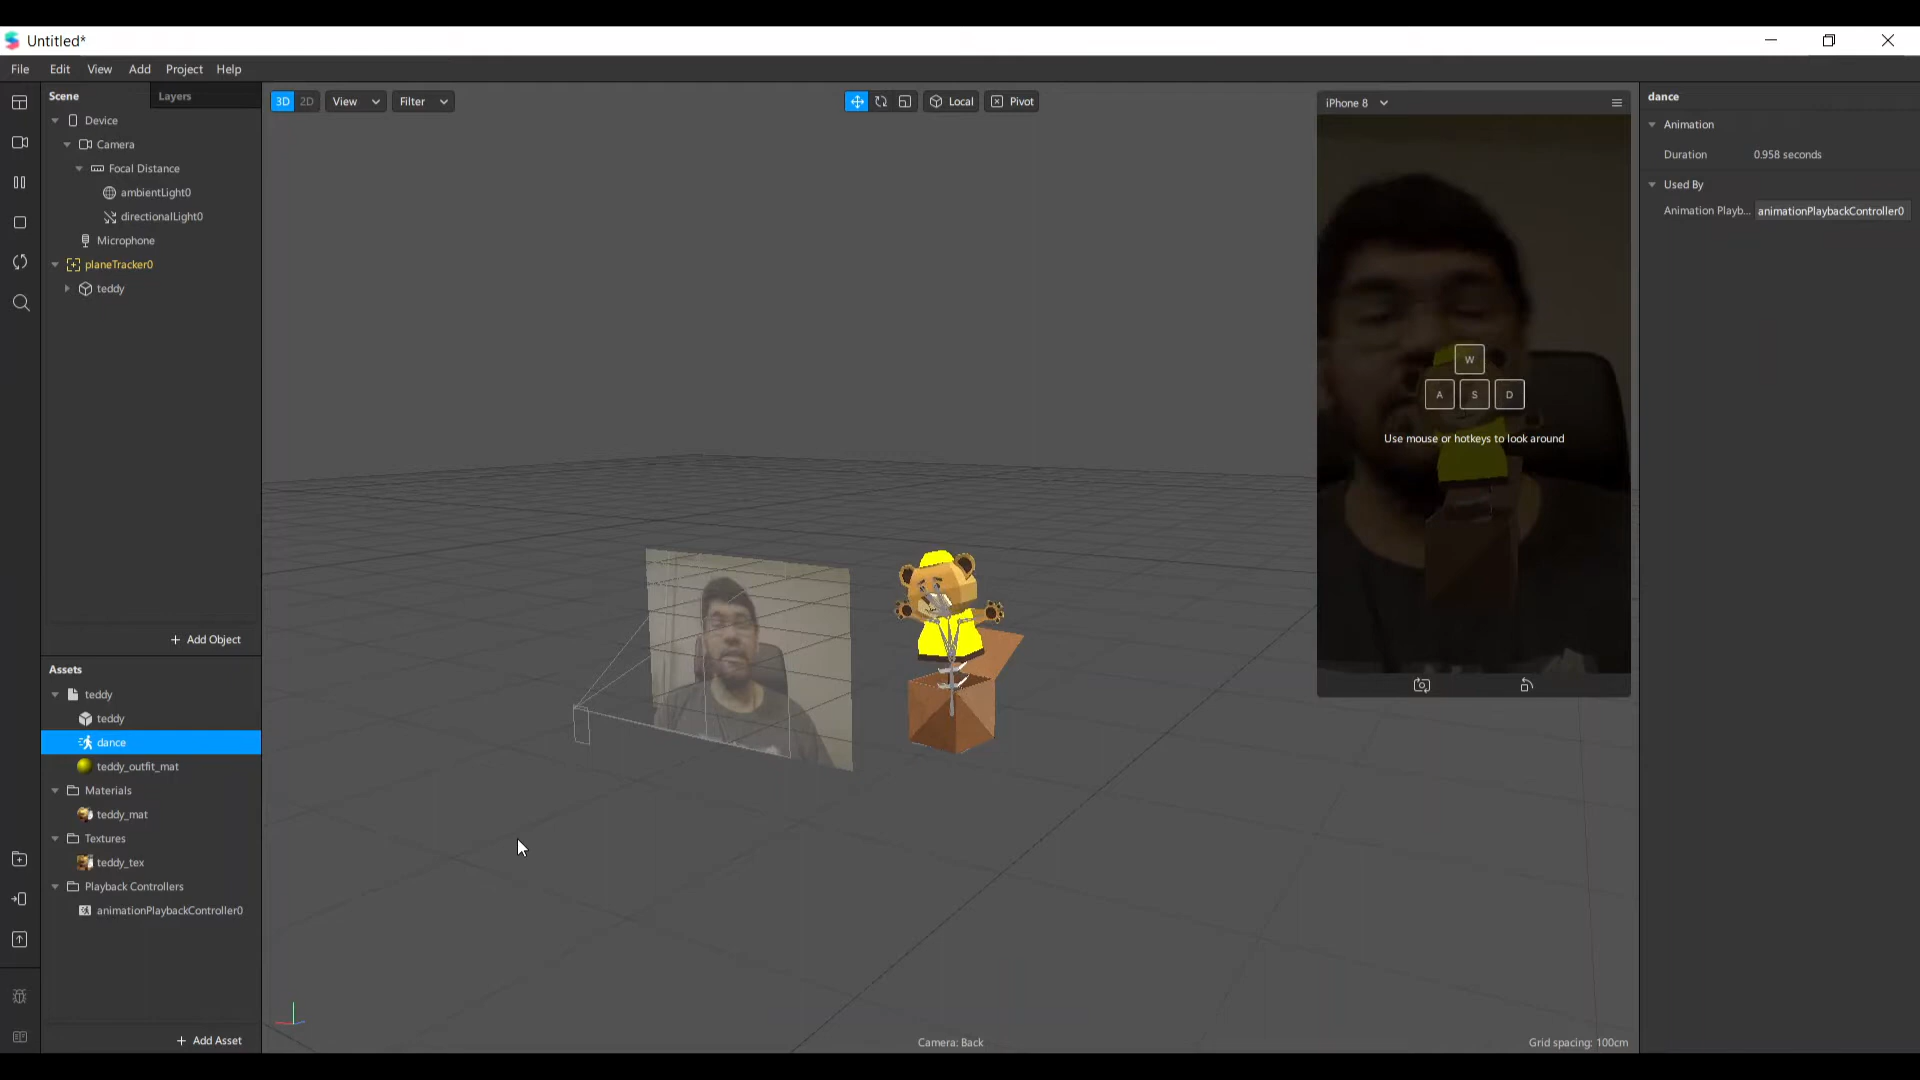 Untitled*
File Edit View Add Project Help
Scene
Layers
Device
Camera
Focal Distance
ambientLight0
directionalLight0
Microphone
planeTracker0
teddy
+ Add Object
Assets
teddy
teddy
dance
teddy_outfit_mat
Materials
teddy_mat
Textures
teddy_tex
Playback Controllers
animationPlaybackController0
+ Add Asset
3D 2D View Filter
Local Pivot
Camera: Back
Grid spacing: 100cm
iPhone 8
W
A S D
Use mouse or hotkeys to look around
dance
Animation
Duration 0.958 seconds
Used By
Animation Playb... animationPlaybackController0